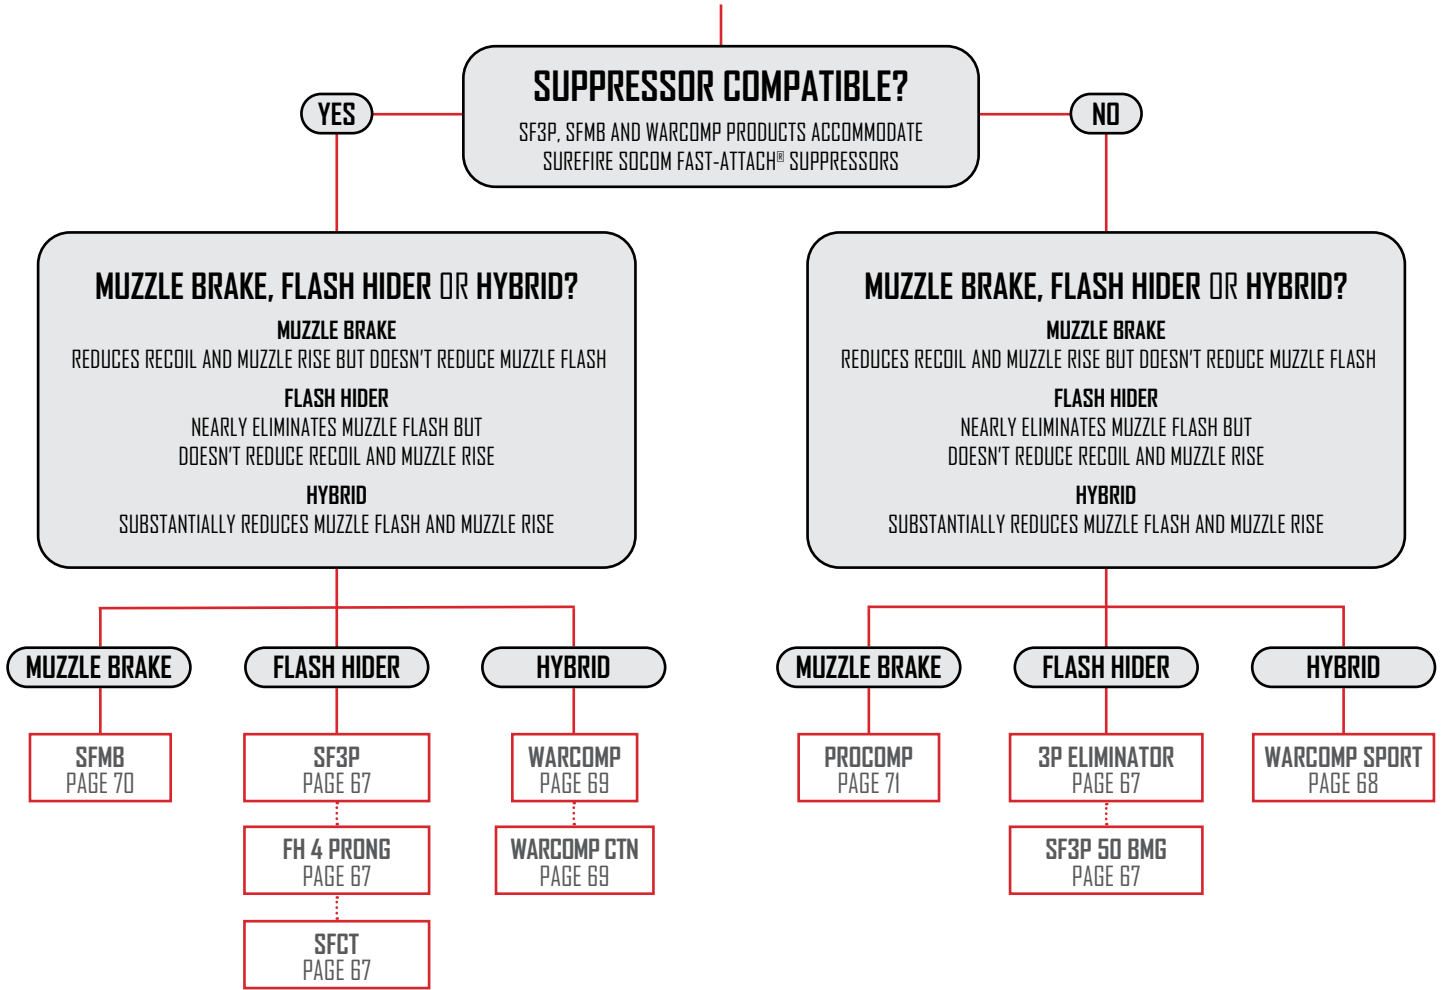 SUPPRESSOR COMPATIBLE?
SF3P, SFMB AND WARCOMP PRODUCTS ACCOMMODATE
SUREFIRE SOCOM FAST-ATTACH® SUPPRESSORS
YES
NO
MUZZLE BRAKE, FLASH HIDER OR HYBRID?
MUZZLE BRAKE
REDUCES RECOIL AND MUZZLE RISE BUT DOESN'T REDUCE MUZZLE FLASH
FLASH HIDER
NEARLY ELIMINATES MUZZLE FLASH BUT
DOESN'T REDUCE RECOIL AND MUZZLE RISE
HYBRID
SUBSTANTIALLY REDUCES MUZZLE FLASH AND MUZZLE RISE
MUZZLE BRAKE, FLASH HIDER OR HYBRID?
MUZZLE BRAKE
REDUCES RECOIL AND MUZZLE RISE BUT DOESN'T REDUCE MUZZLE FLASH
FLASH HIDER
NEARLY ELIMINATES MUZZLE FLASH BUT
DOESN'T REDUCE RECOIL AND MUZZLE RISE
HYBRID
SUBSTANTIALLY REDUCES MUZZLE FLASH AND MUZZLE RISE
MUZZLE BRAKE
SFMB
PAGE 70
FLASH HIDER
SF3P
PAGE 67
FH 4 PRONG
PAGE 67
SFCT
PAGE 67
HYBRID
WARCOMP
PAGE 69
WARCOMP CTN
PAGE 69
MUZZLE BRAKE
PROCOMP
PAGE 71
FLASH HIDER
3P ELIMINATOR
PAGE 67
SF3P 50 BMG
PAGE 67
HYBRID
WARCOMP SPORT
PAGE 68